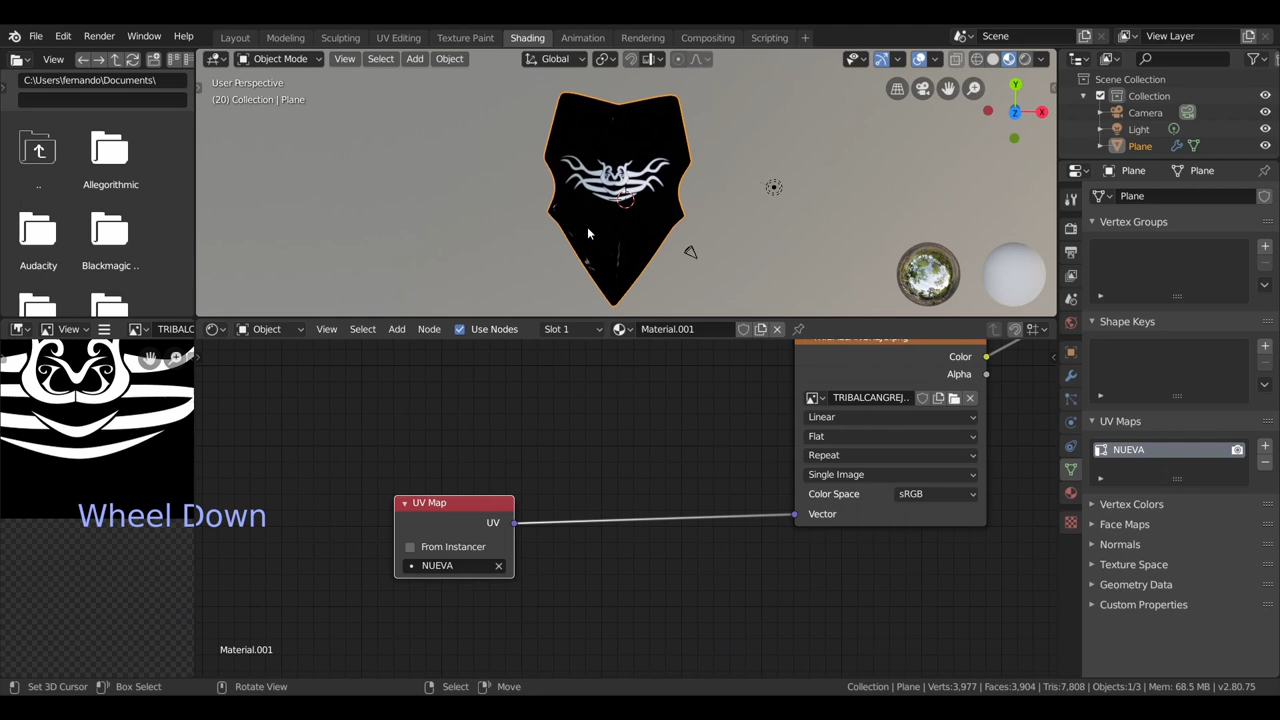 File Edit Render Window Help
Layout Modeling Sculpting UV Editing Texture Paint Shading Animation Rendering Compositing Scripting +
Scene
View Layer
View
Object Mode View Select Add Object
Global
C:\Users\fernando\Documents\
User Perspective
(20) Collection | Plane
Y
Z
X
..
Allegorithmic
Audacity
Blackmagic ..
Scene Collection
Collection
Camera
Light
Plane
Plane
Plane
Plane
Vertex Groups
Shape Keys
UV Maps
NUEVA
Vertex Colors
Face Maps
Normals
Texture Space
Geometry Data
Custom Properties
View
TRIBALC
Object View Select Add Node Use Nodes Slot 1 Material.001
Color
Alpha
TRIBALCANGREJ..
Linear
Flat
Repeat
Single Image
Color Space sRGB
Vector
UV Map
UV
From Instancer
NUEVA
Wheel Down
Material.001
Set 3D Cursor Box Select Rotate View Select Move
Collection | Plane | Verts:3,977 | Faces:3,904 | Tris:7,808 | Objects:1/3 | Mem: 68.5 MB | v2.80.75